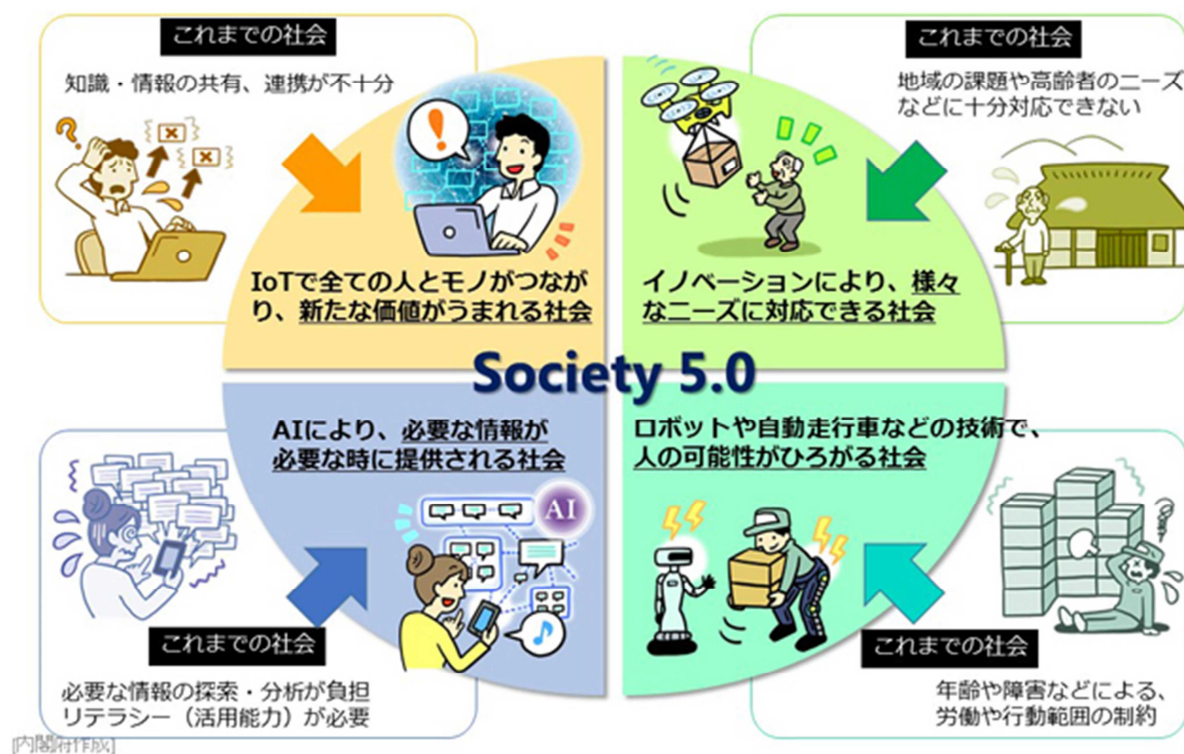 これまでの社会
知識・情報の共有、連携が不十分
IoTで全ての人とモノがつなが
り、新たな価値がうまれる社会
これまでの社会
地域の課題や高齢者のニーズ
などに十分対応できない
イノベーションにより、様々
なニーズに対応できる社会
Society 5.0
AIにより、必要な情報が
必要な時に提供される社会
AI
これまでの社会
必要な情報の探索・分析が負担
リテラシー（活用能力）が必要
ロボットや自動走行車などの技術で、
人の可能性がひろがる社会
これまでの社会
年齢や障害などによる、
労働や行動範囲の制約
[内閣府作成]